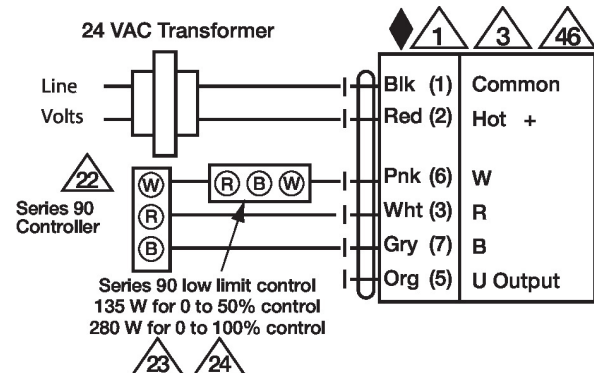 24 VAC Transformer
1 3 46
Line
Volts
Blk (1) Common
Red (2) Hot +
22
Series 90
Controller
W
R
B
R B W
Pnk (6) W
Wht (3) R
Gry (7) B
Org (5) U Output
Series 90 low limit control
135 W for 0 to 50% control
280 W for 0 to 100% control
23 24